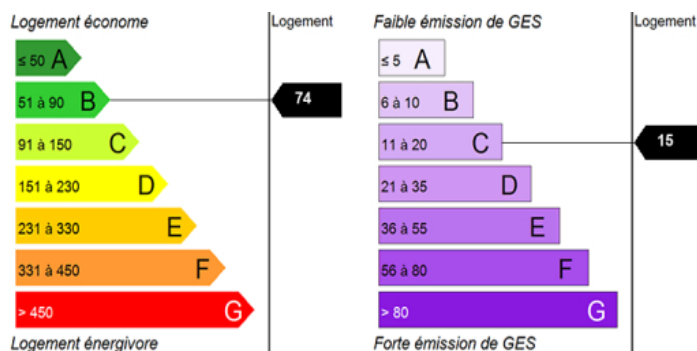 Logement économe
Logement
≤ 50 A
51 à 90 B
74
91 à 150 C
151 à 230 D
231 à 330 E
331 à 450 F
> 450 G
Logement énergivore
Faible émission de GES
Logement
≤ 5 A
6 à 10 B
11 à 20 C
15
21 à 35 D
36 à 55 E
56 à 80 F
> 80 G
Forte émission de GES